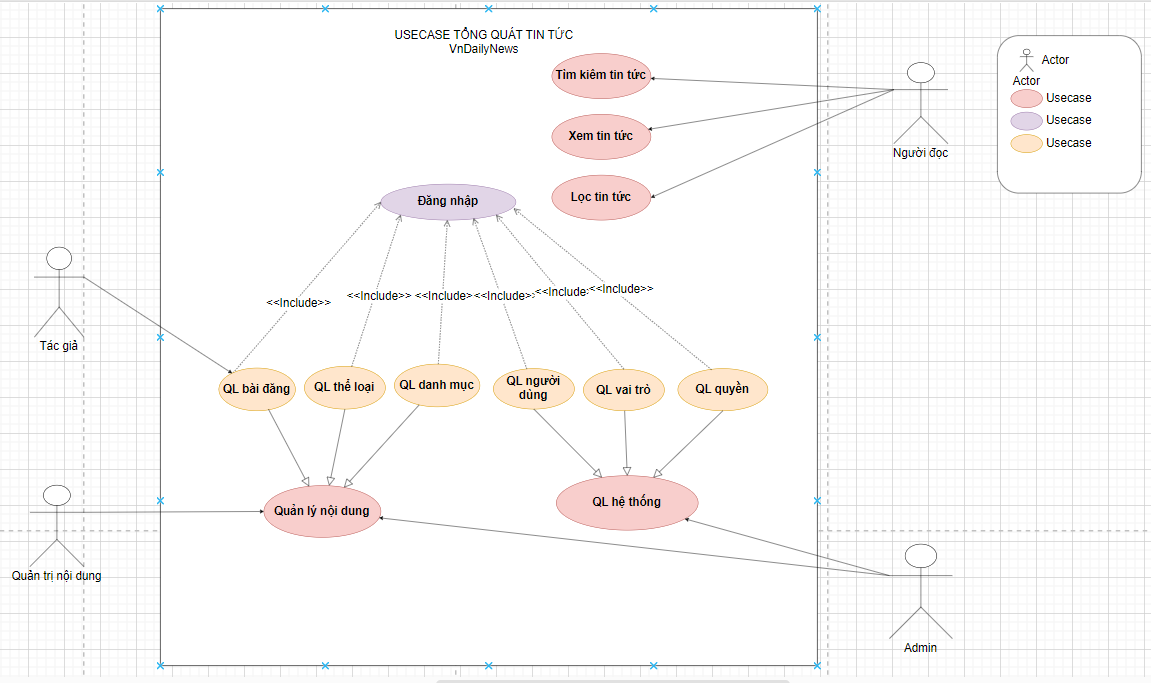 USECASE TỔNG QUÁT TIN TỨC
VnDailyNews
Tìm kiếm tin tức
Xem tin tức
Lọc tin tức
Người đọc
Actor
Actor
Usecase
Usecase
Usecase
Đăng nhập
<<Include>>
<<Include>>
<<Include>
<<Include>
<<Include
<<Include>>
Tác giả
QL bài đăng
QL thể loại
QL danh mục
QL người
dùng
QL vai trò
QL quyền
Quản lý nội dung
QL hệ thống
Quản trị nội dung
Admin